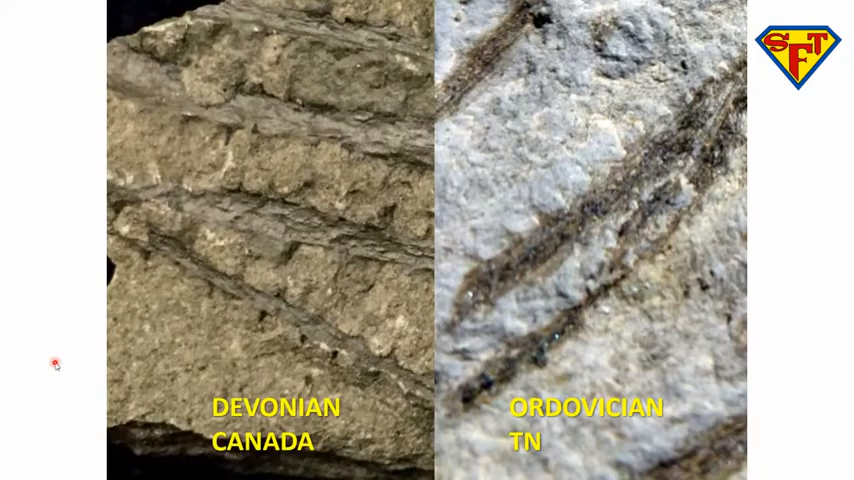 SFT
DEVONIAN
CANADA
ORDOVICIAN
TN